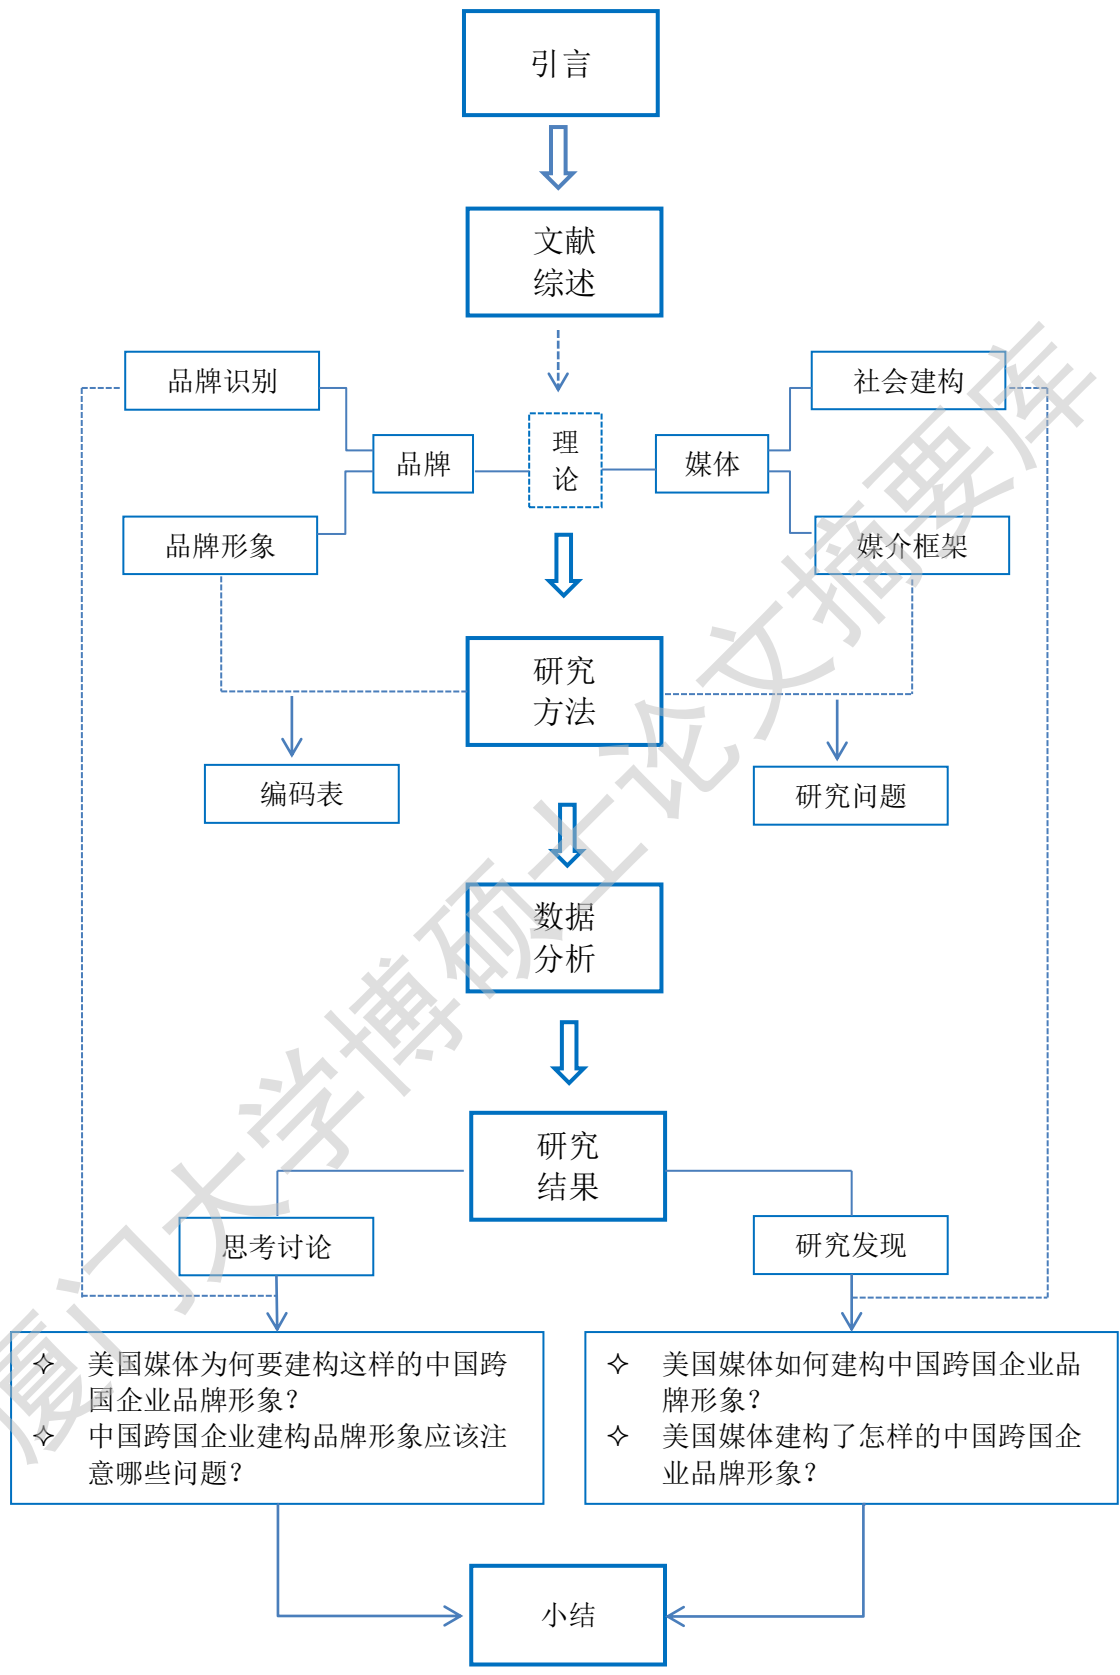 引言
文献
综述
品牌识别
社会建构
理
论
品牌
媒体
品牌形象
媒介框架
研究
方法
编码表
研究问题
数据
分析
研究
结果
思考讨论
研究发现
✧ 美国媒体为何要建构这样的中国跨
国企业品牌形象？
✧ 中国跨国企业建构品牌形象应该注
意哪些问题？
✧ 美国媒体如何建构中国跨国企业品
牌形象？
✧ 美国媒体建构了怎样的中国跨国企
业品牌形象？
小结
厦门大学博硕士论文摘要库